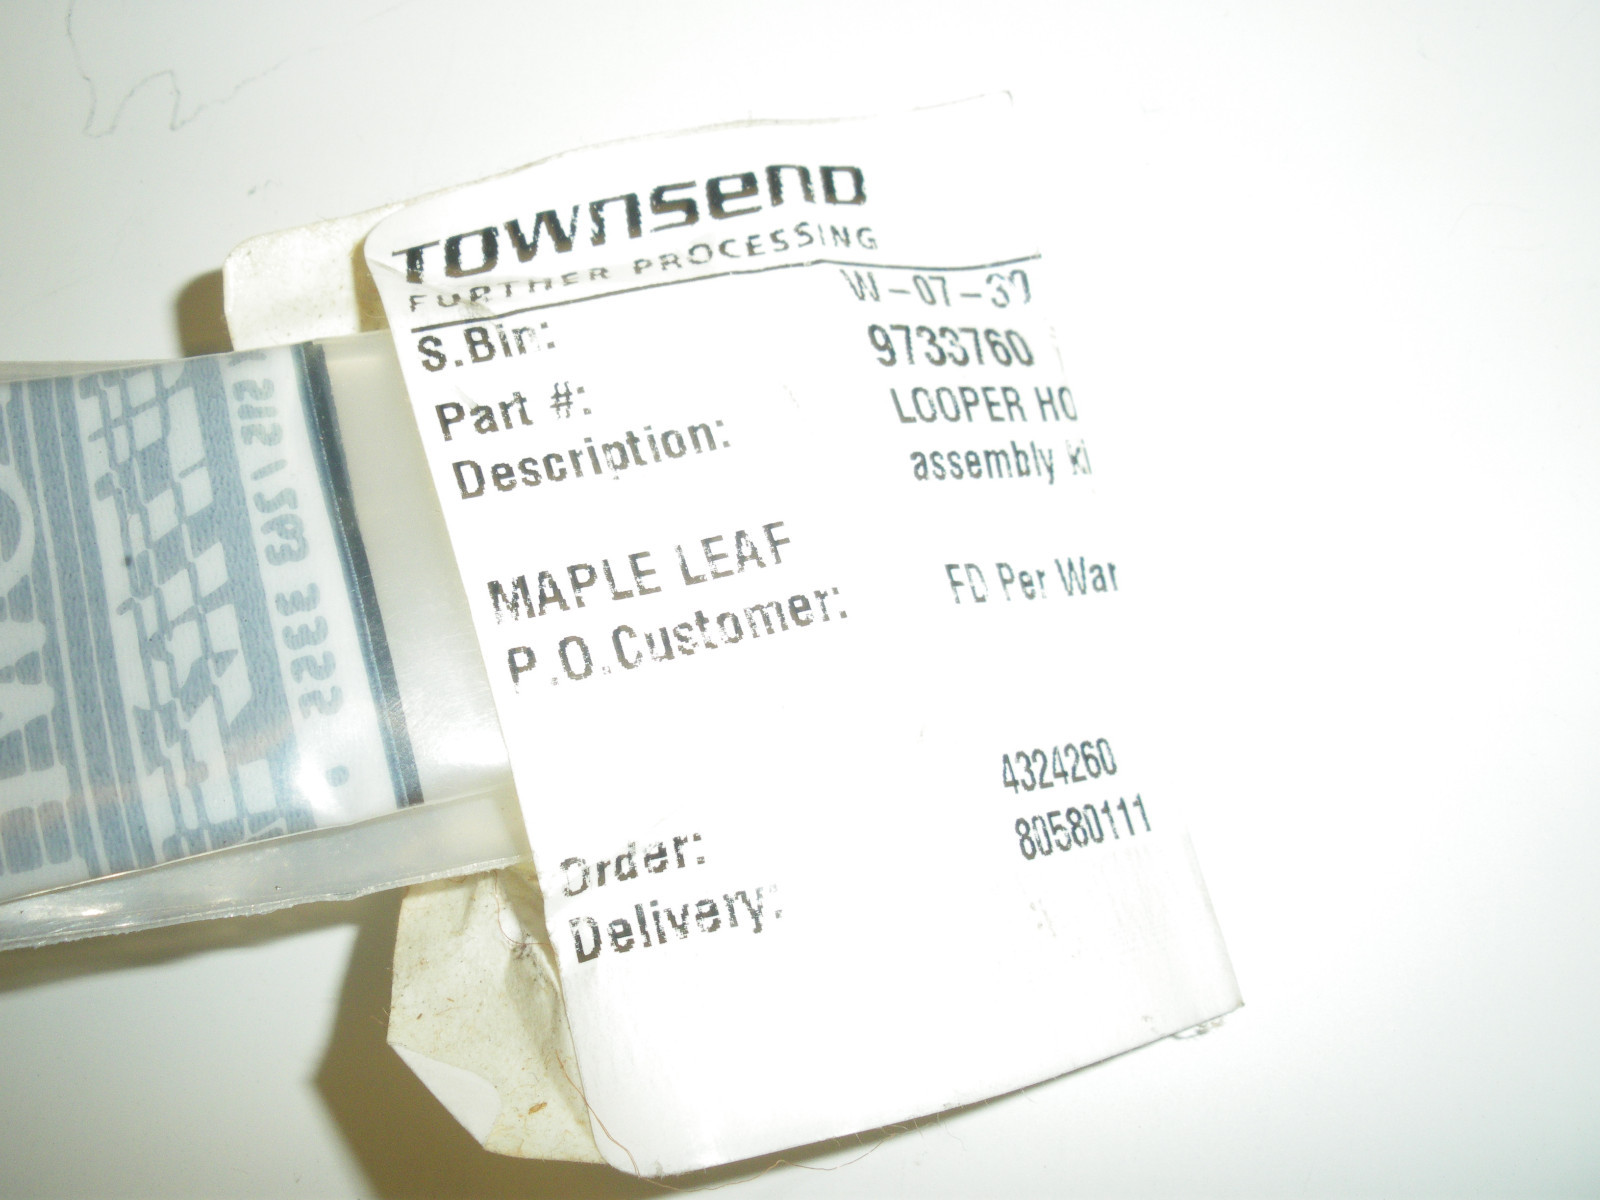 TOWNSEND
FURTHER PROCESSING
S.Bin: W-07-30
Part #: 9733760
Description: LOOPER HO
assembly ki
MAPLE LEAF
P.O.Customer: FD Per War
Order: 4324260
Delivery: 80580111